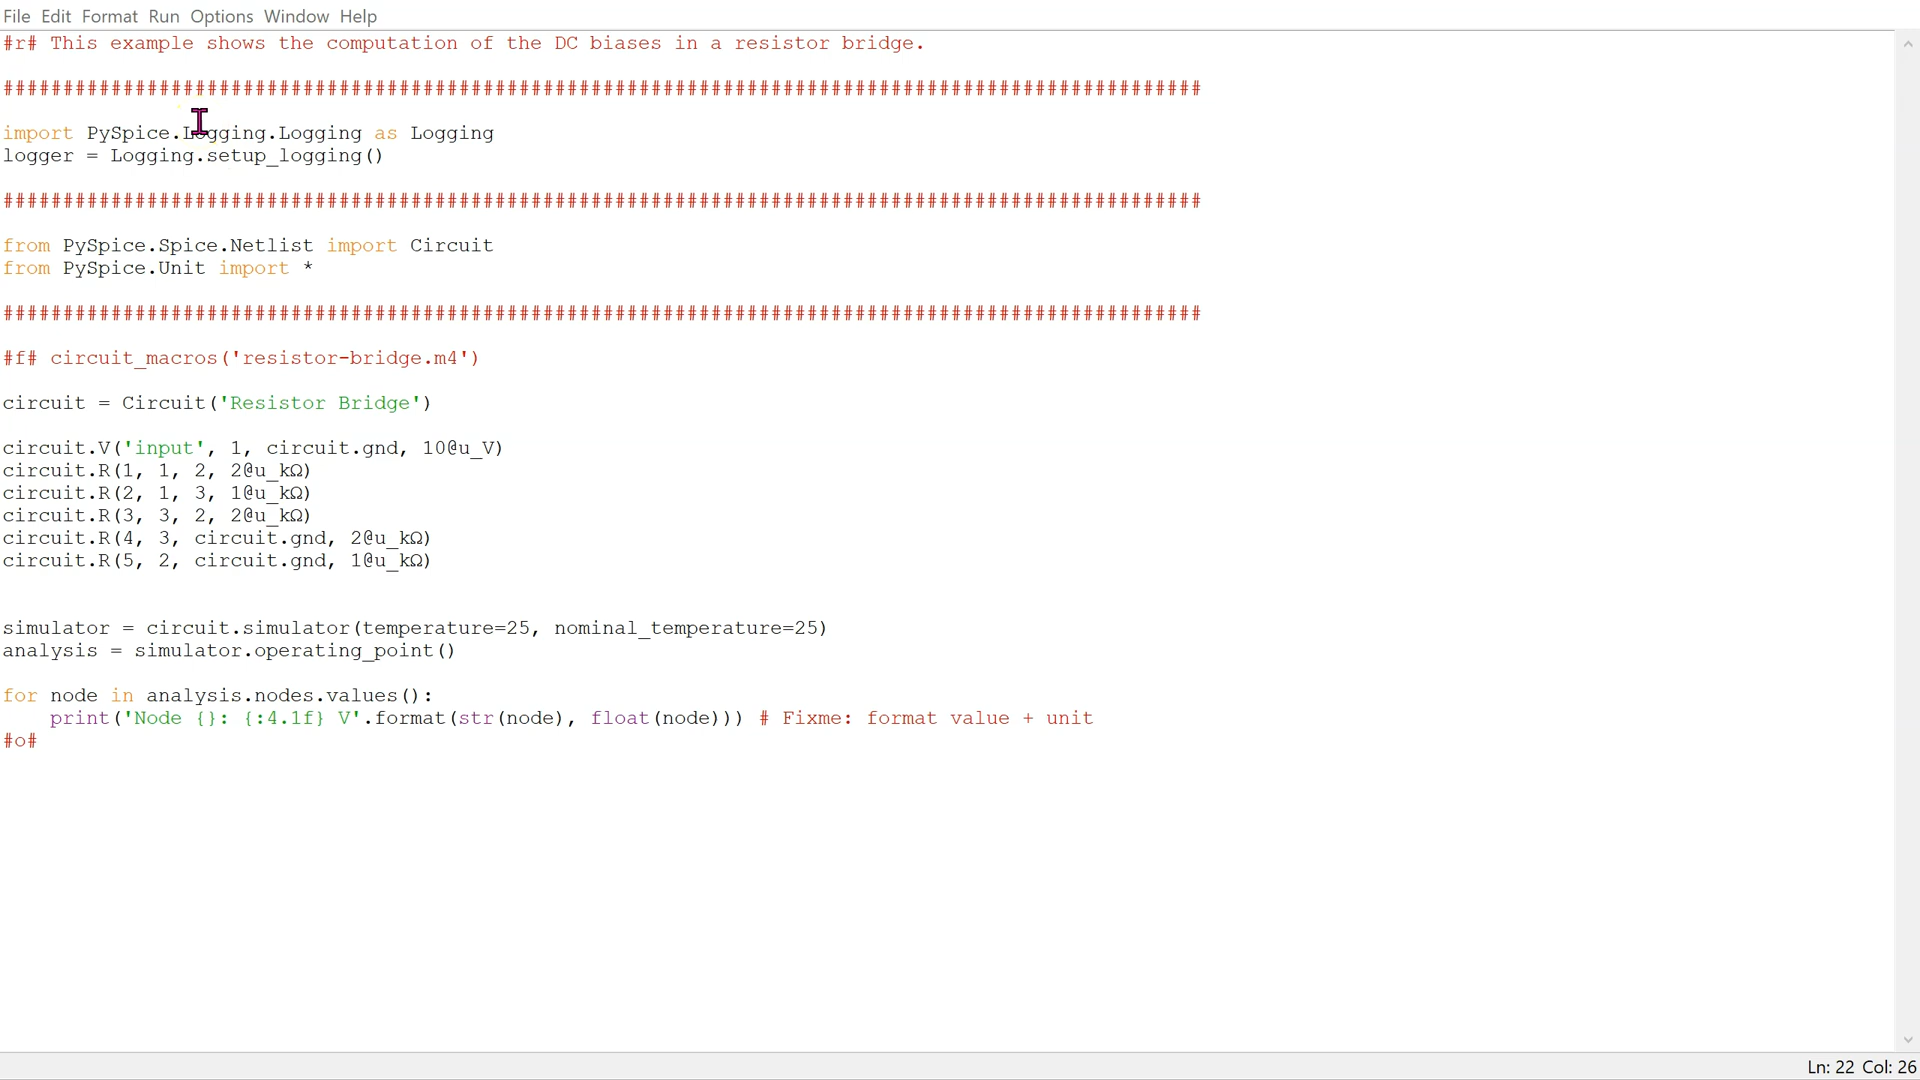 File Edit Format Run Options Window Help
#r# This example shows the computation of the DC biases in a resistor bridge.
####################################################################################################
import PySpice.Logging.Logging as Logging
logger = Logging.setup_logging()
####################################################################################################
from PySpice.Spice.Netlist import Circuit
from PySpice.Unit import *
####################################################################################################
#f# circuit_macros('resistor-bridge.m4')
circuit = Circuit('Resistor Bridge')
circuit.V('input', 1, circuit.gnd, 10@u_V)
circuit.R(1, 1, 2, 2@u_kΩ)
circuit.R(2, 1, 3, 1@u_kΩ)
circuit.R(3, 3, 2, 2@u_kΩ)
circuit.R(4, 3, circuit.gnd, 2@u_kΩ)
circuit.R(5, 2, circuit.gnd, 1@u_kΩ)
simulator = circuit.simulator(temperature=25, nominal_temperature=25)
analysis = simulator.operating_point()
for node in analysis.nodes.values():
    print('Node {}: {:4.1f} V'.format(str(node), float(node))) # Fixme: format value + unit
#o#
Ln: 22 Col: 26